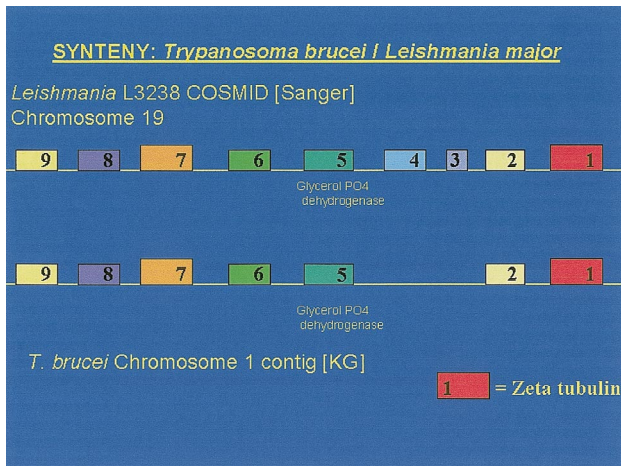 SYNTENY: Trypanosoma brucei / Leishmania major
Leishmania L3238 COSMID [Sanger]
Chromosome 19
9 8 7 6 5 4 3 2 1
Glycerol PO4
dehydrogenase
9 8 7 6 5 2 1
Glycerol PO4
dehydrogenase
T. brucei Chromosome 1 contig [KG]
1 = Zeta tubulin